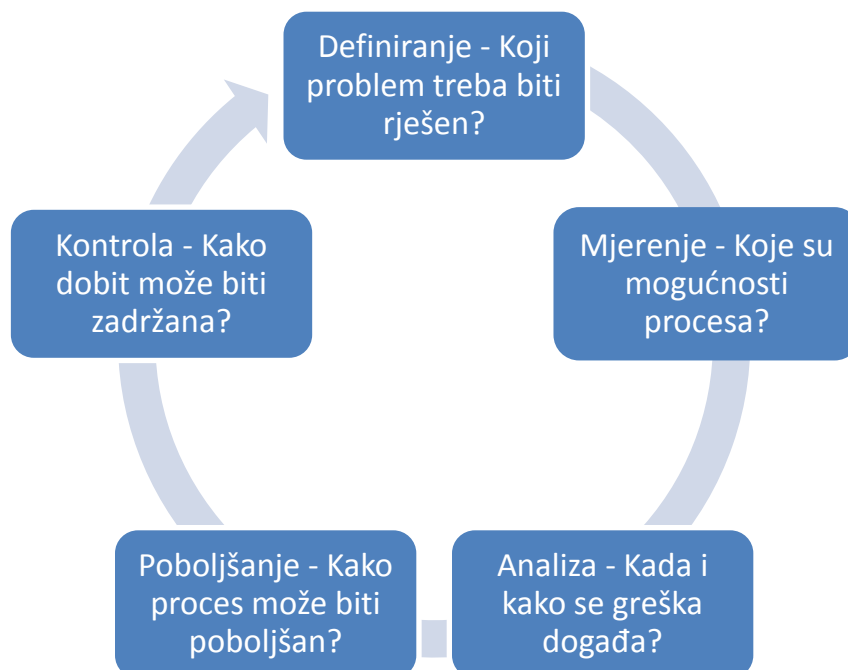 Definiranje - Koji
problem treba biti
rješen?
Mjerenje - Koje su
mogućnosti
procesa?
Analiza - Kada i
kako se greška
događa?
Poboljšanje - Kako
proces može biti
poboljšan?
Kontrola - Kako
dobit može biti
zadržana?